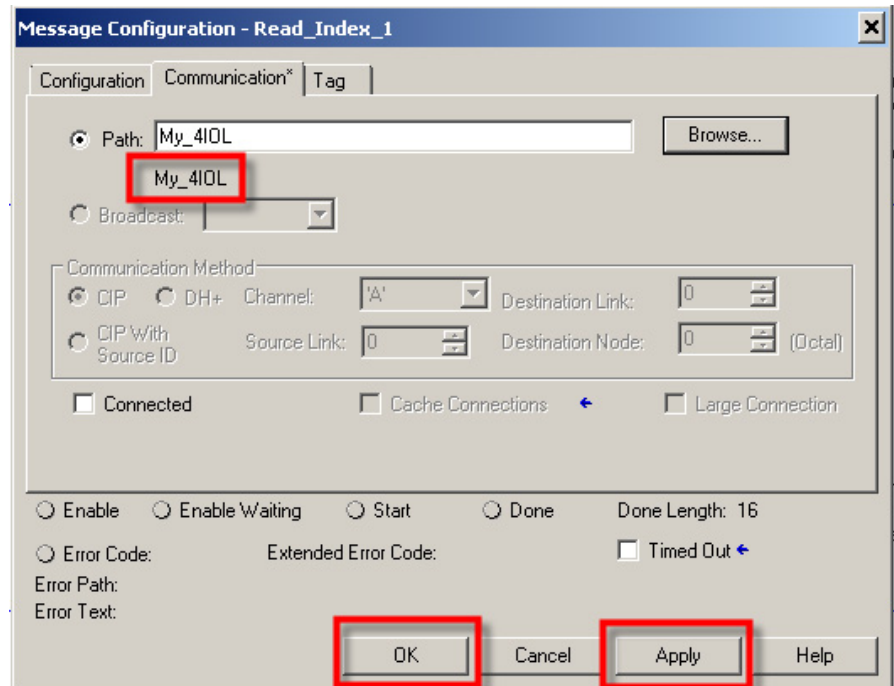 Message Configuration - Read_Index_1
Configuration Communication* Tag
Path: My_4IOL Browse...
My_4IOL
Broadcast:
Communication Method
CIP DH+ Channel: 'A' Destination Link: 0
CIP With Source ID Source Link: 0 Destination Node: 0 (Octal)
Connected Cache Connections ← Large Connection
Enable Enable Waiting Start Done Done Length: 16
Error Code: Extended Error Code: Timed Out ←
Error Path:
Error Text:
OK Cancel Apply Help